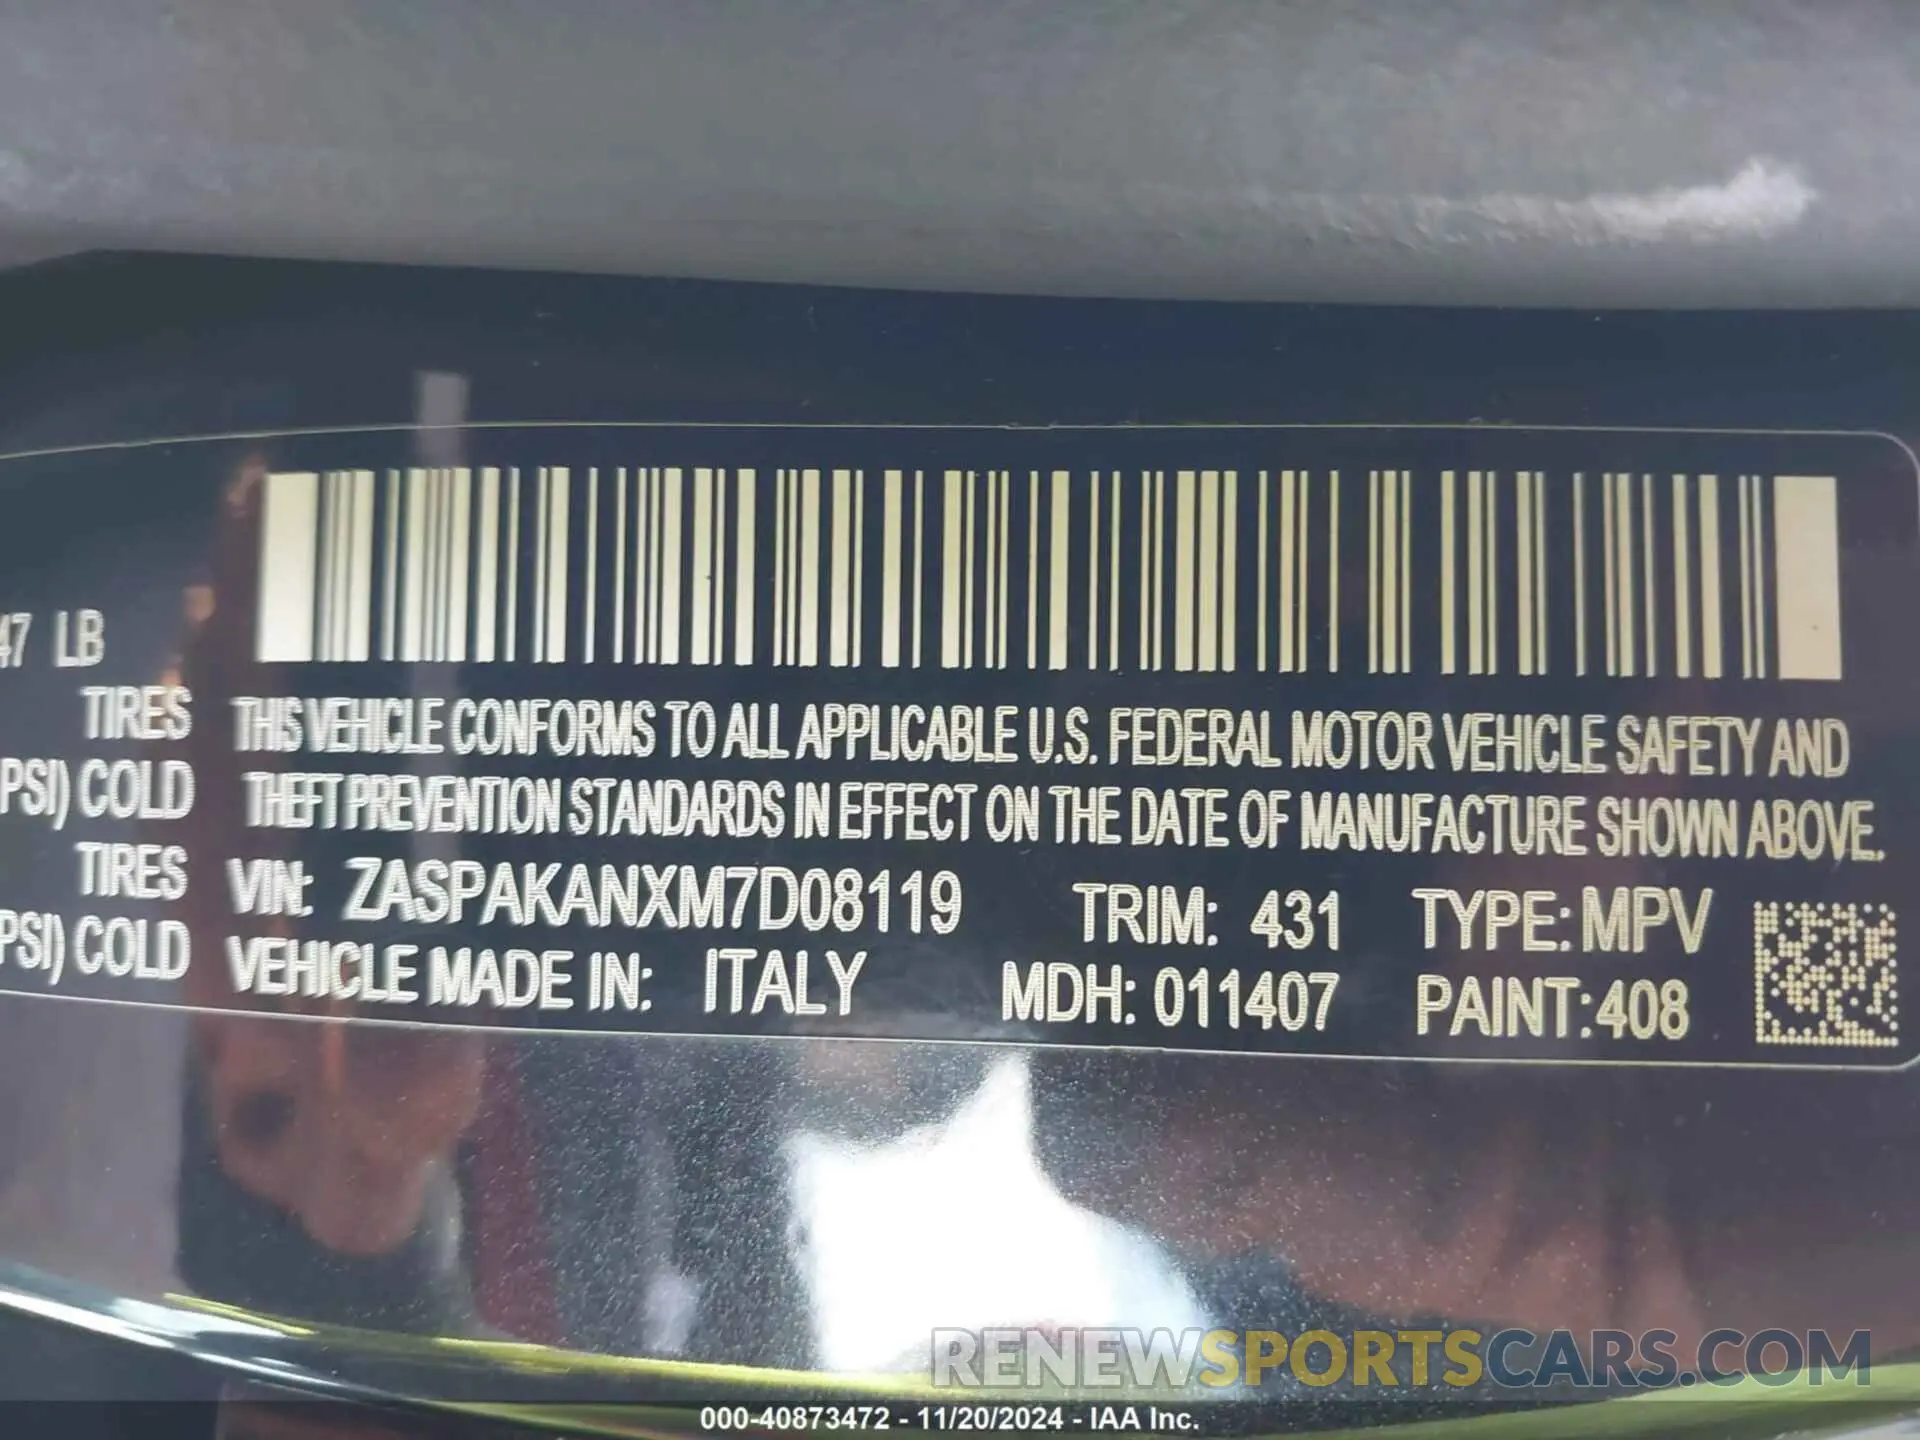 47 LB
TIRES
PSI) COLD
TIRES
PSI) COLD
THIS VEHICLE CONFORMS TO ALL APPLICABLE U.S. FEDERAL MOTOR VEHICLE SAFETY AND
THEFT PREVENTION STANDARDS IN EFFECT ON THE DATE OF MANUFACTURE SHOWN ABOVE.
VIN: ZASPAKANXM7D08119 TRIM: 431 TYPE: MPV
VEHICLE MADE IN: ITALY MDH: 011407 PAINT: 408
RENEWSPORTSCARS.COM
000-40873472 - 11/20/2024 - IAA Inc.